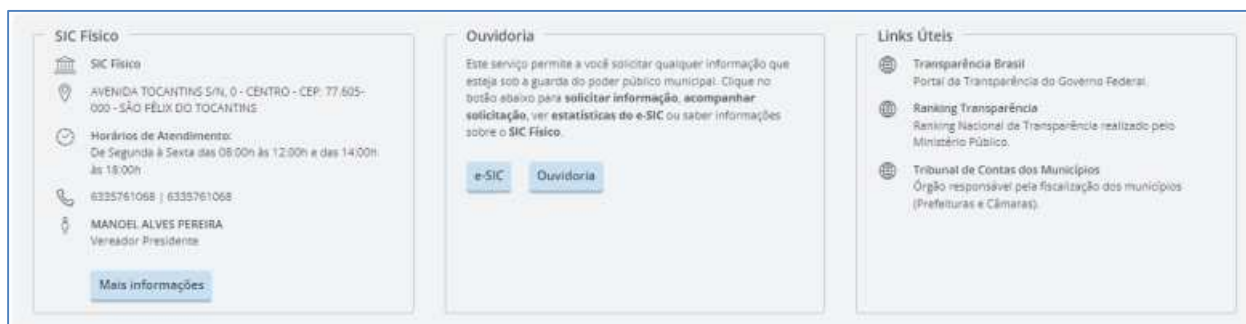 SIC Físico
SIC Físico
AVENIDA TOCANTINS S/N, 0 - CENTRO - CEP: 77.605-
000 - SÃO FÉLIX DO TOCANTINS
Horários de Atendimento:
De Segunda à Sexta das 08:00h às 12:00h e das 14:00h
às 18:00h
6335761068 | 6335761068
MANOEL ALVES PEREIRA
Vereador Presidente
Mais informações
Ouvidoria
Este serviço permite a você solicitar qualquer informação que
esteja sob a guarda do poder público municipal. Clique no
botão abaixo para solicitar informação, acompanhar
solicitação, ver estatísticas do e-SIC ou saber informações
sobre o SIC Físico.
e-SIC
Ouvidoria
Links Úteis
Transparência Brasil
Portal da Transparência do Governo Federal.
Ranking Transparência
Ranking Nacional da Transparência realizado pelo
Ministério Público.
Tribunal de Contas dos Municípios
Órgão responsável pela fiscalização dos municípios
(Prefeituras e Câmaras).